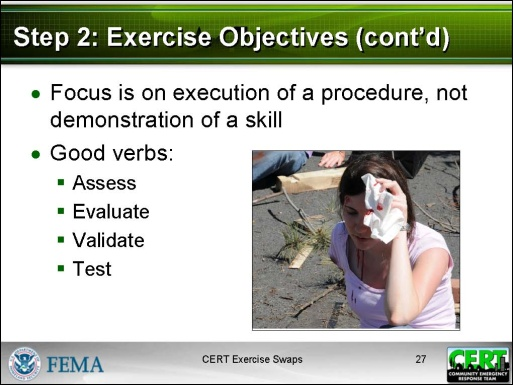 Step 2: Exercise Objectives (cont'd)
Focus is on execution of a procedure, not
demonstration of a skill
Good verbs:
Assess
Evaluate
Validate
Test
FEMA
CERT Exercise Swaps
27
CERT
COMMUNITY EMERGENCY
RESPONSE TEAM